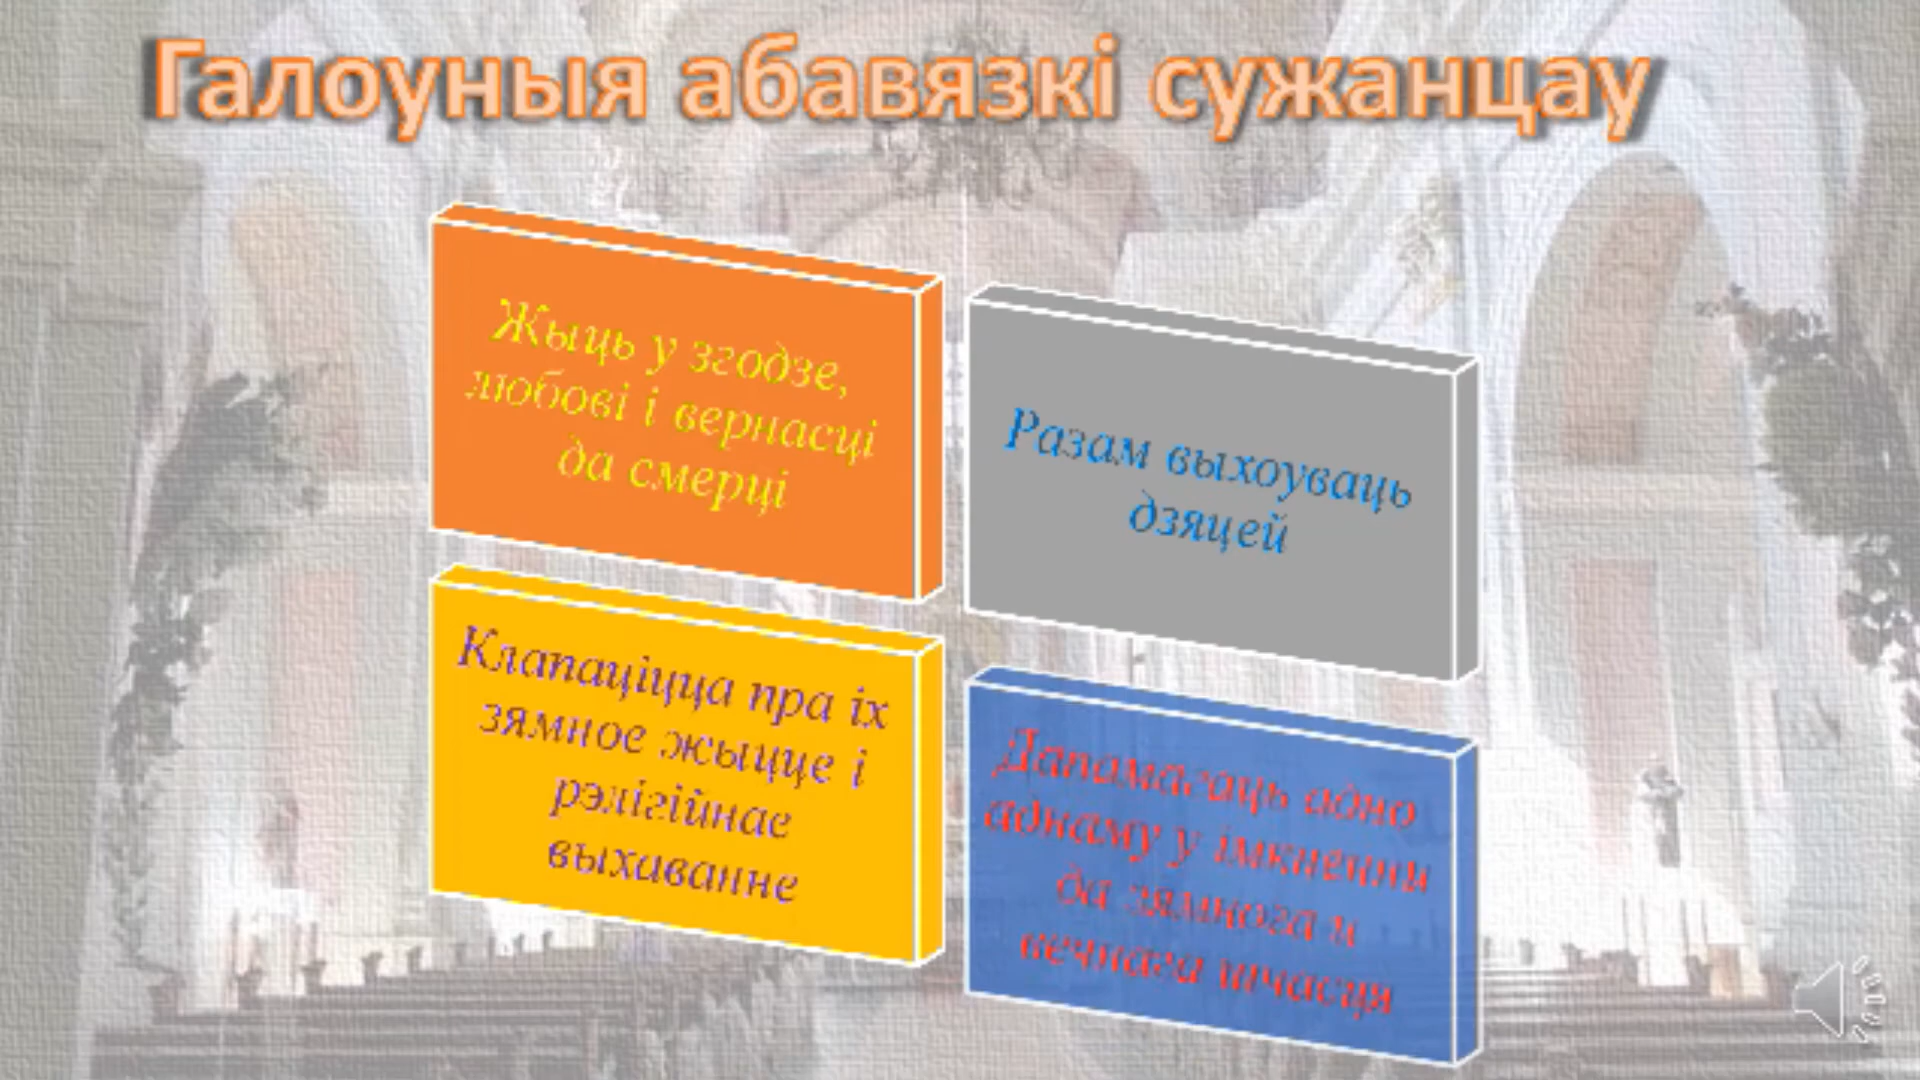 Галоуныя абавязкі сужанцау
Жыць у згодзе,
любові і вернасці
да смерці
Разам выхоуваць
дзяцей
Клапаціцца пра іх
зямное жыцце і
рэлігійнае
выхаванне
Дапамагаць адно
аднаму у імкненни
да зямнога и
вечнага шчасця